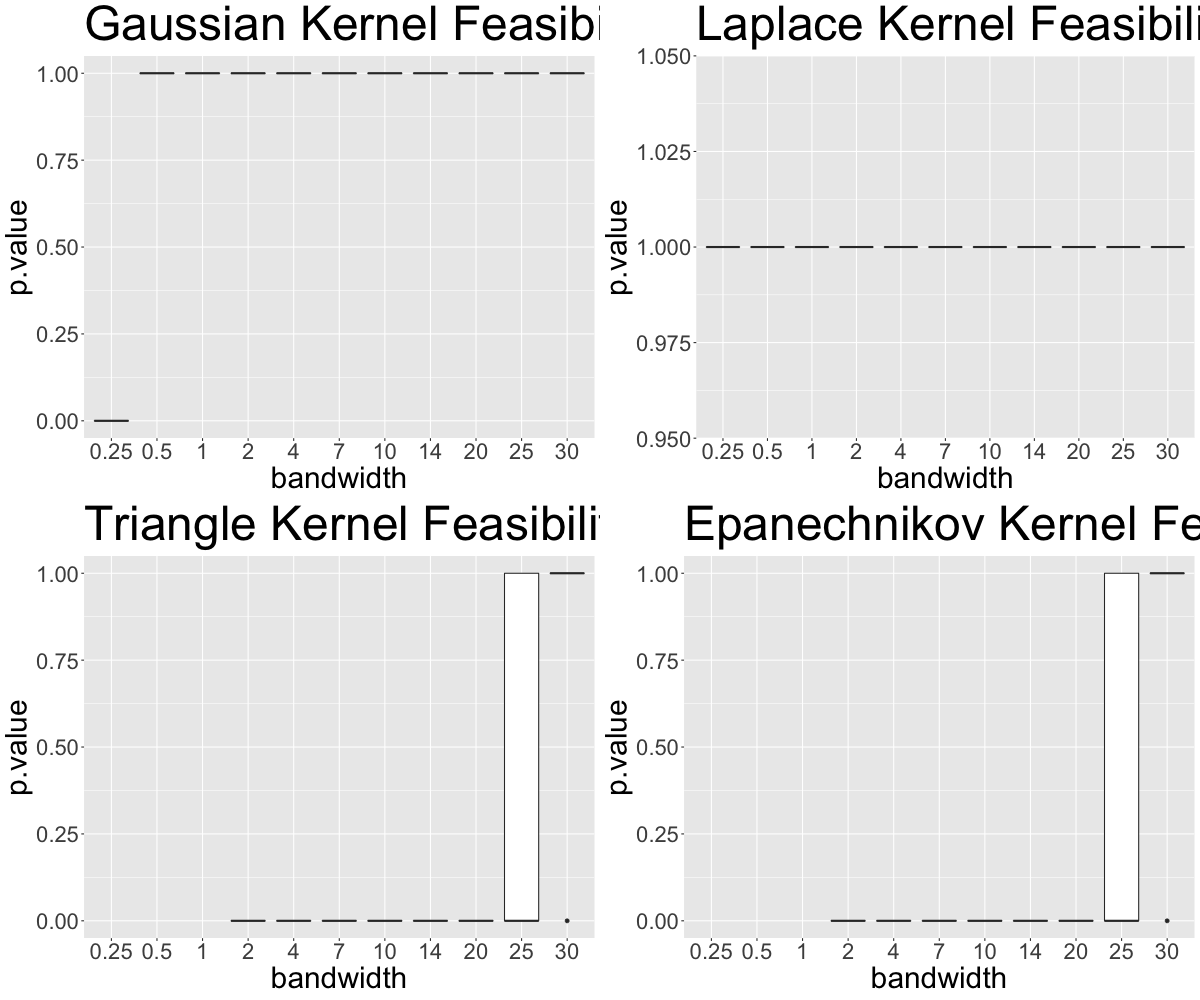 Gaussian Kernel Feasibi
1.00
0.75
0.50
0.25
0.00
p.value
0.25 0.5 1 2 4 7 10 14 20 25 30
bandwidth
Laplace Kernel Feasibili
1.050
1.025
1.000
0.975
0.950
p.value
0.25 0.5 1 2 4 7 10 14 20 25 30
bandwidth
Triangle Kernel Feasibili
1.00
0.75
0.50
0.25
0.00
p.value
0.25 0.5 1 2 4 7 10 14 20 25 30
bandwidth
Epanechnikov Kernel Fe
1.00
0.75
0.50
0.25
0.00
p.value
0.25 0.5 1 2 4 7 10 14 20 25 30
bandwidth